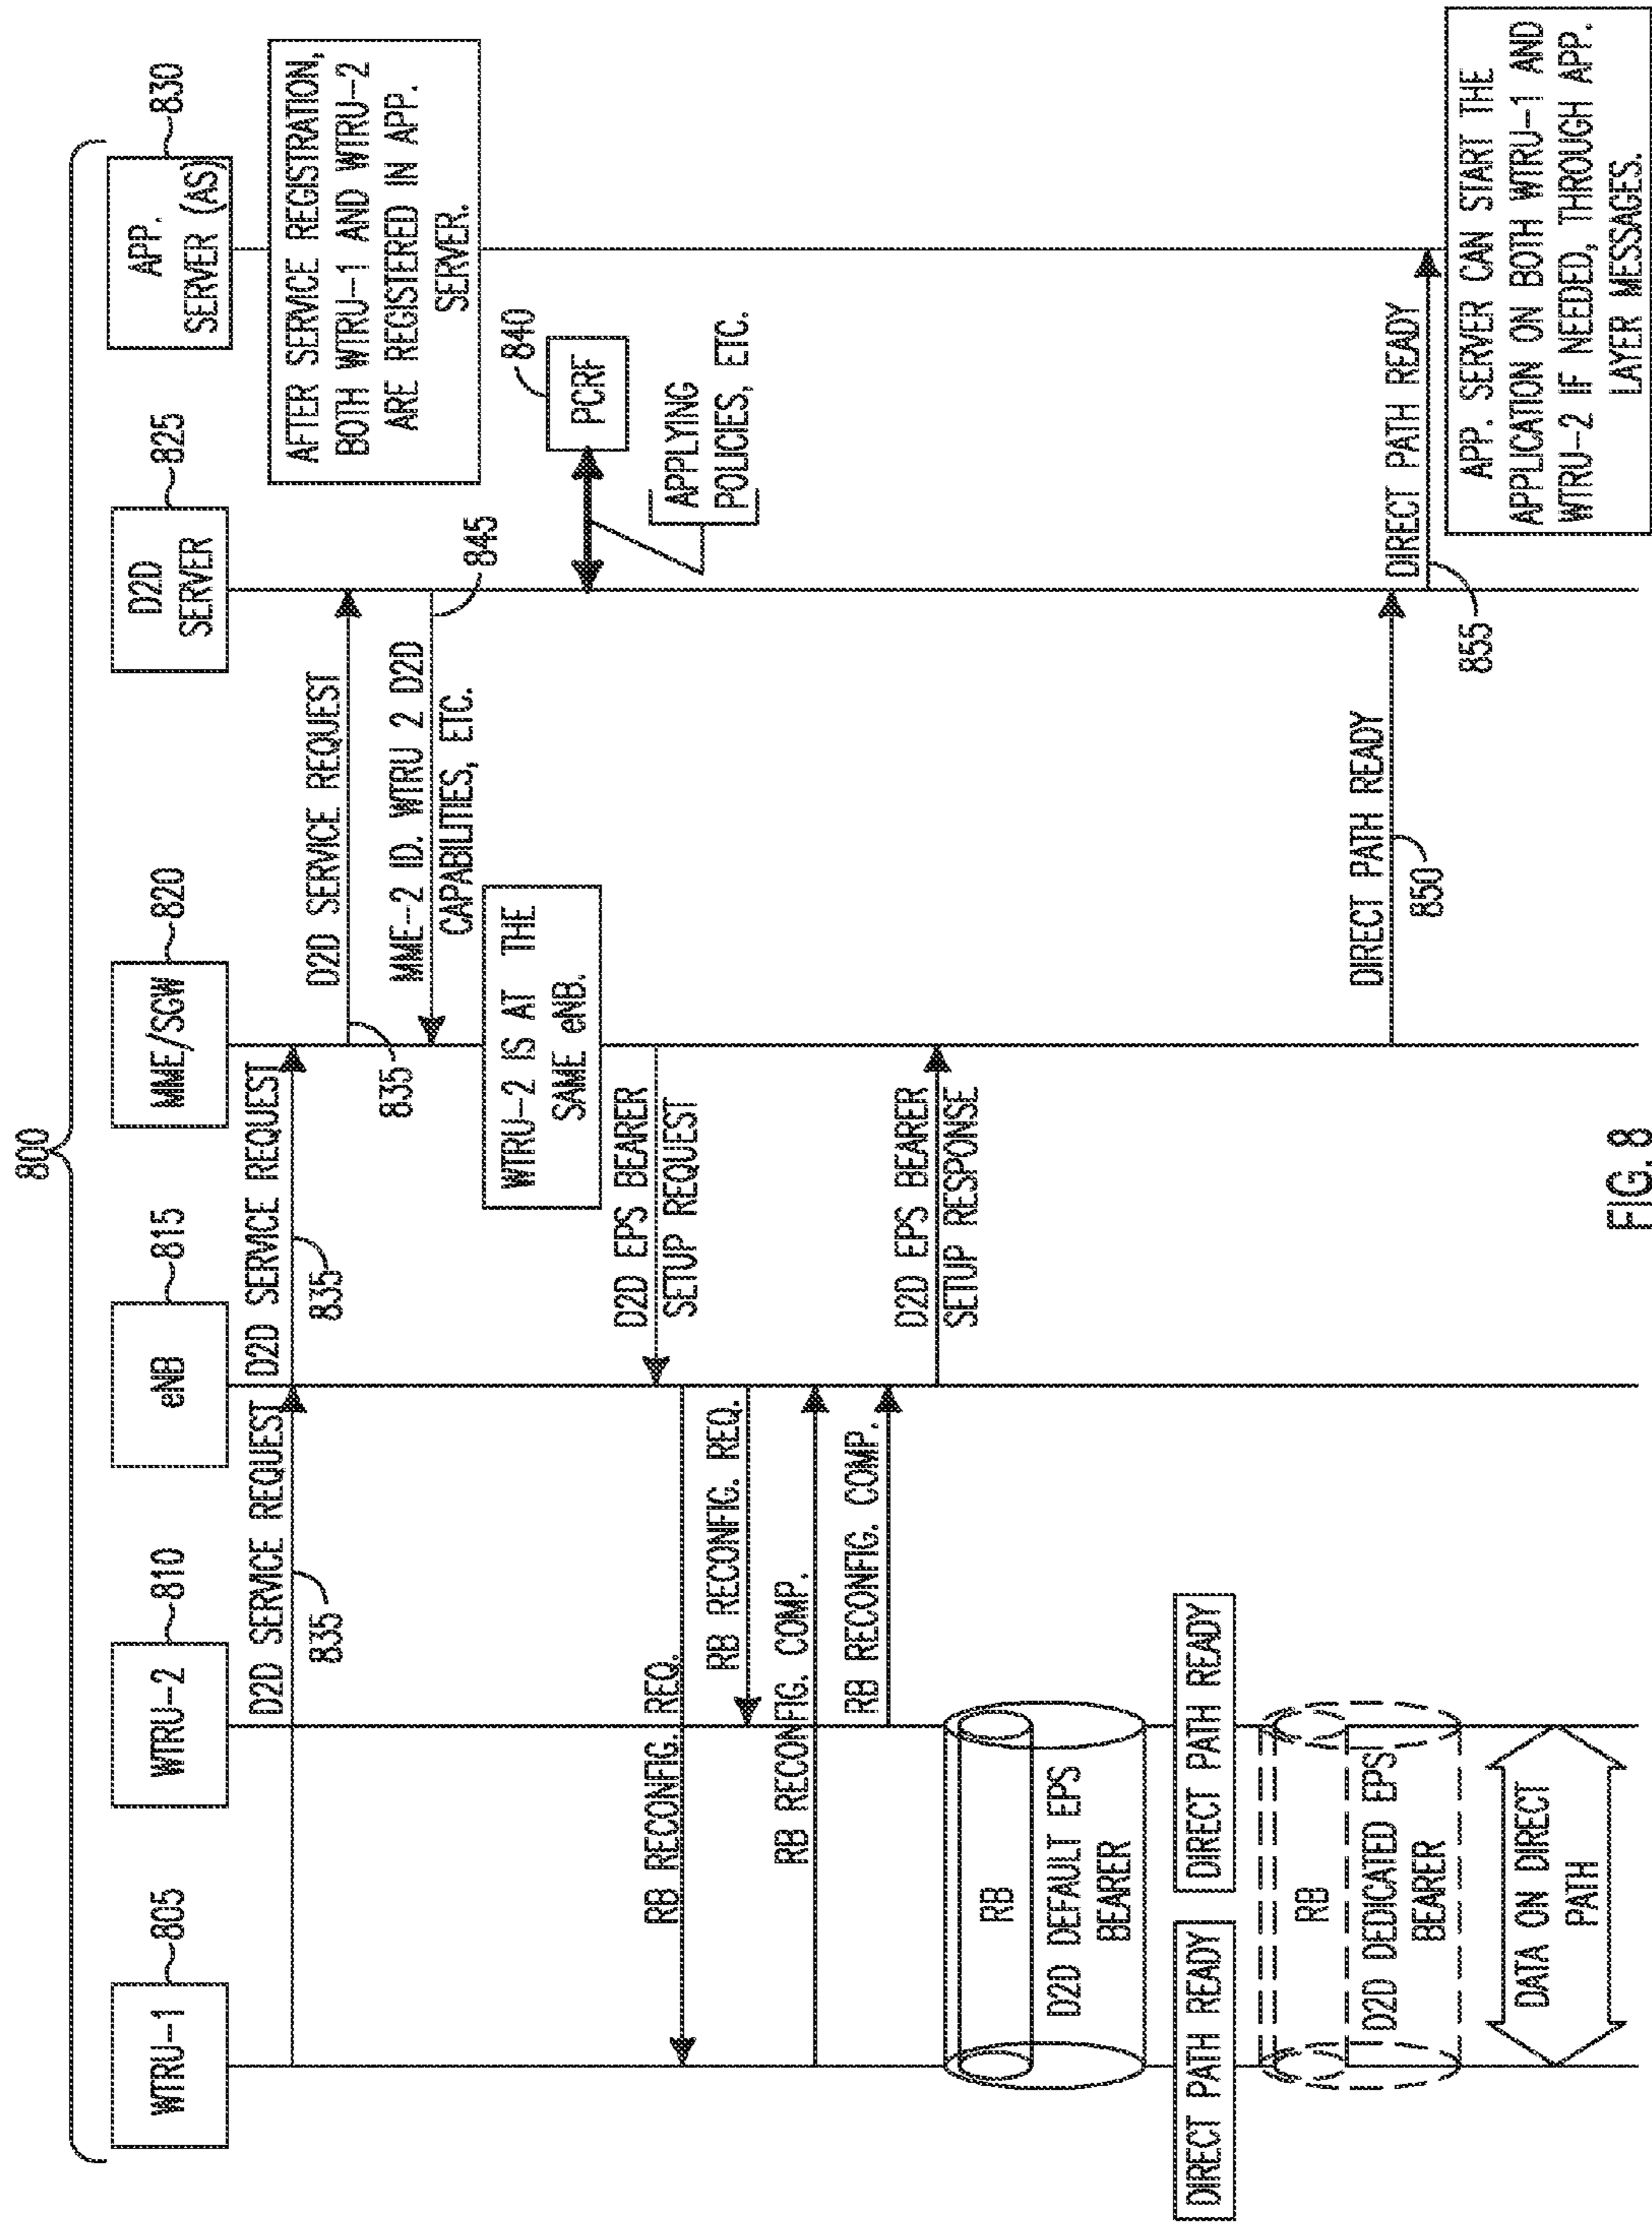 800
WTRU-1
805
WTRU-2
810
eNB
815
MME/SGW
820
D2D
SERVER
825
APP.
SERVER (AS)
830
AFTER SERVICE REGISTRATION,
BOTH WTRU-1 AND WTRU-2
ARE REGISTERED IN APP.
SERVER.
D2D SERVICE REQUEST
835
D2D SERVICE REQUEST
835
D2D SERVICE REQUEST
835
MME-2 ID. WTRU 2 D2D
CAPABILITIES, ETC.
845
PCRF
840
APPLYING
POLICIES, ETC.
WTRU-2 IS AT THE
SAME eNB.
D2D EPS BEARER
SETUP REQUEST
RB RECONFIG. REQ.
RB RECONFIG. REQ.
RB RECONFIG. COMP.
RB RECONFIG. COMP.
D2D EPS BEARER
SETUP RESPONSE
RB
D2D DEFAULT EPS
BEARER
DIRECT PATH READY
DIRECT PATH READY
RB
D2D DEDICATED EPS
BEARER
DIRECT PATH READY
850
DIRECT PATH READY
855
DATA ON DIRECT
PATH
APP. SERVER CAN START THE
APPLICATION ON BOTH WTRU-1 AND
WTRU-2 IF NEEDED, THROUGH APP.
LAYER MESSAGES.
FIG. 8